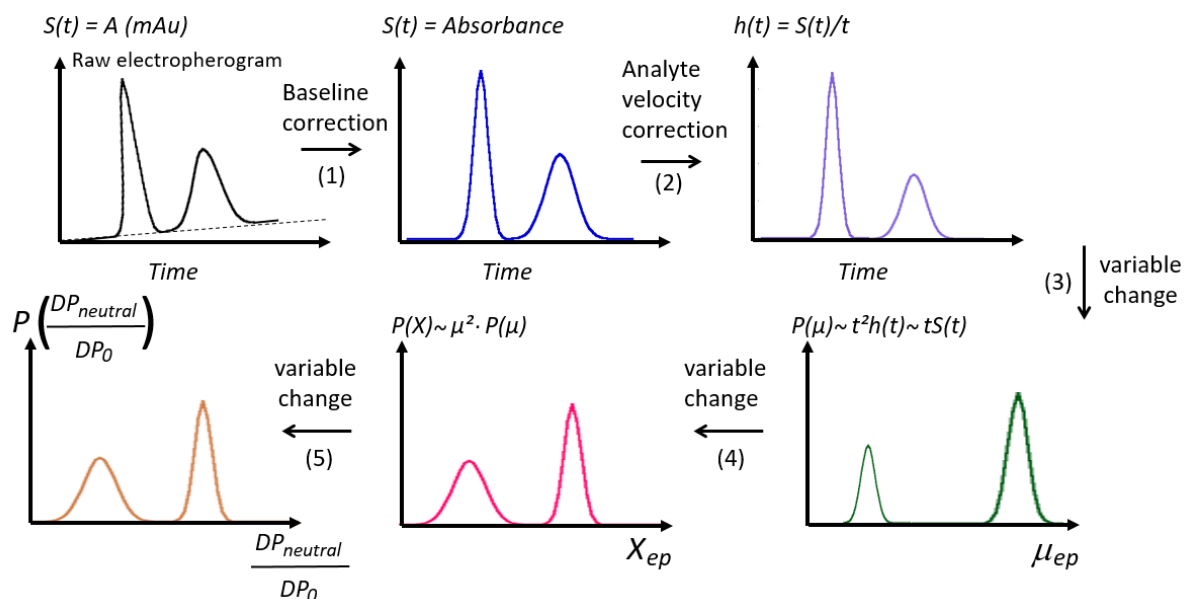 S(t) = A (mAu)
Raw electropherogram
Time
Baseline
correction
(1)
S(t) = Absorbance
Time
Analyte
velocity
correction
(2)
h(t) = S(t)/t
Time
(3)
variable
change
P(μ)~ t²h(t)~ tS(t)
μep
variable
change
(4)
P(X)~ μ²· P(μ)
Xep
variable
change
(5)
P(DPneutral/DP0)
DPneutral
DP0